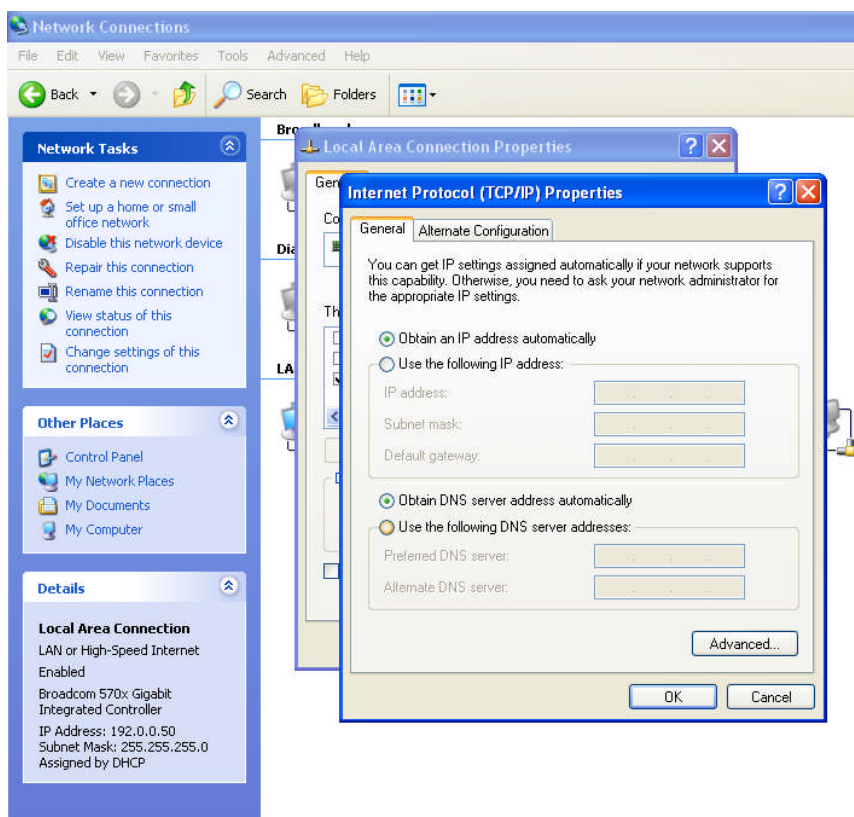 Network Connections
File Edit View Favorites Tools Advanced Help
Back Search Folders
Network Tasks
Create a new connection
Set up a home or small
office network
Disable this network device
Repair this connection
Rename this connection
View status of this
connection
Change settings of this
connection
Other Places
Control Panel
My Network Places
My Documents
My Computer
Details
Local Area Connection
LAN or High-Speed Internet
Enabled
Broadcom 570x Gigabit
Integrated Controller
IP Address: 192.0.0.50
Subnet Mask: 255.255.255.0
Assigned by DHCP
Local Area Connection Properties
Internet Protocol (TCP/IP) Properties
General Alternate Configuration
You can get IP settings assigned automatically if your network supports
this capability. Otherwise, you need to ask your network administrator for
the appropriate IP settings.
Obtain an IP address automatically
Use the following IP address:
IP address:
Subnet mask:
Default gateway:
Obtain DNS server address automatically
Use the following DNS server addresses:
Preferred DNS server:
Alternate DNS server:
Advanced...
OK Cancel